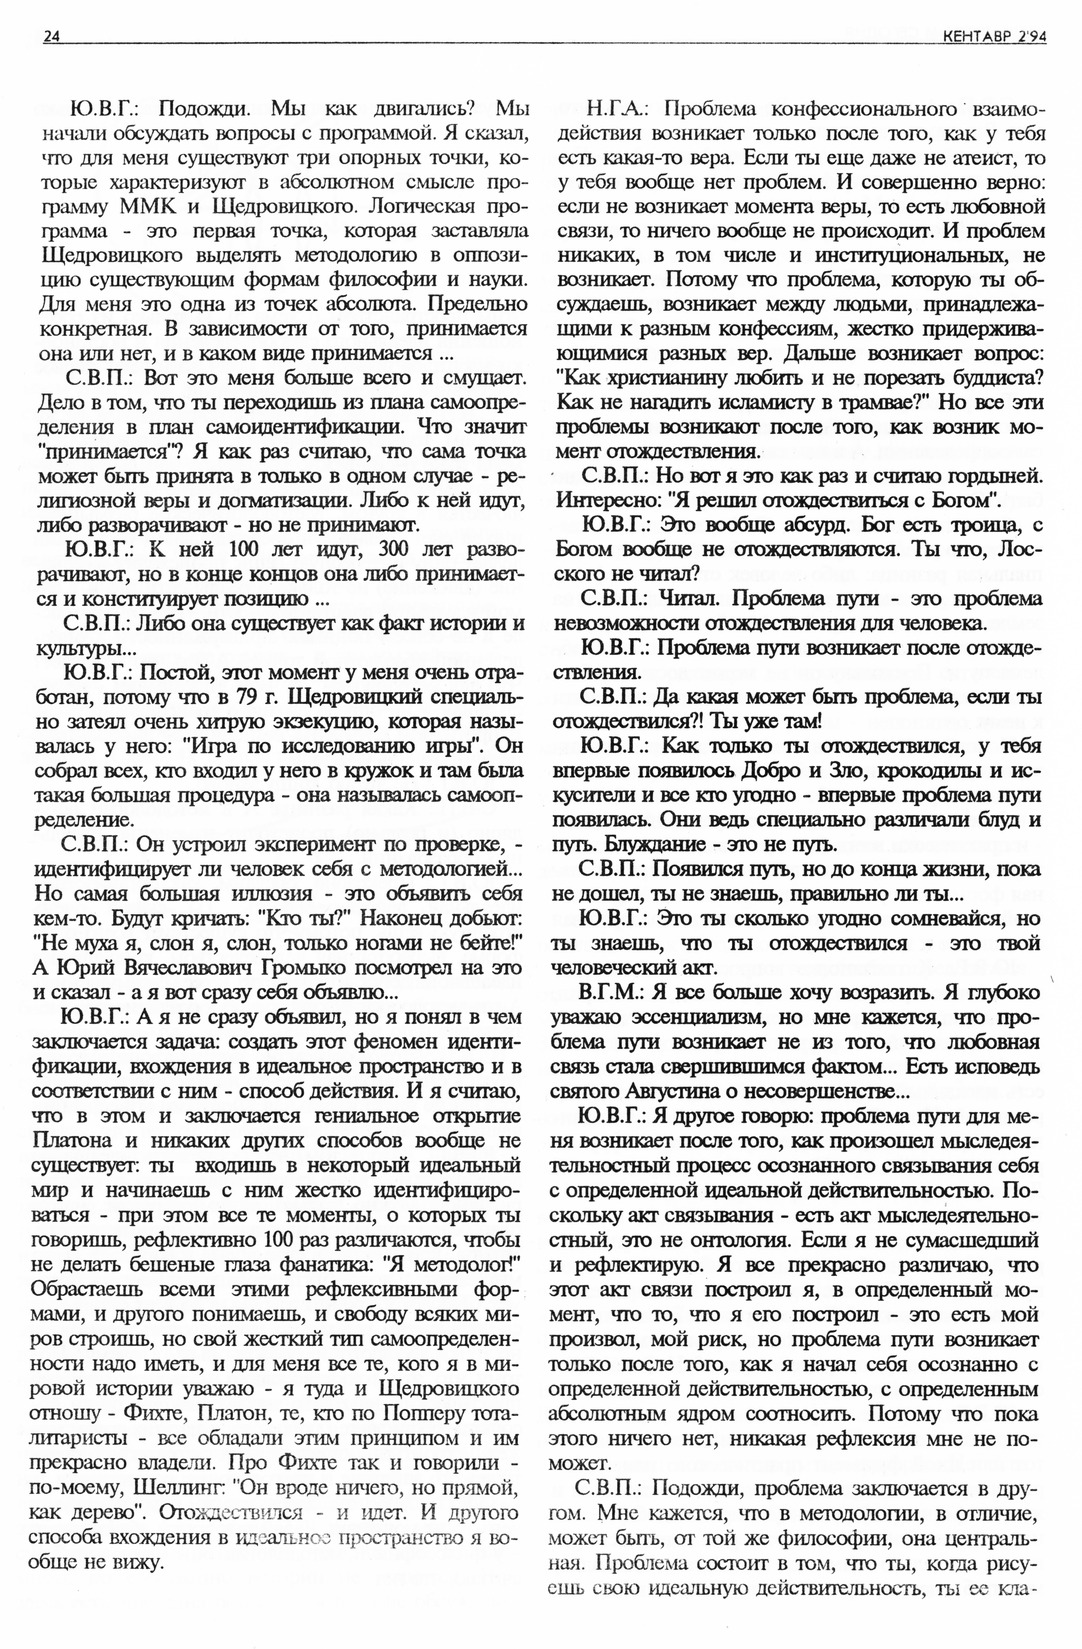 24
КЕНТАВР 2'94
Ю.В.Г.: Подожди. Мы как двигались? Мы
начали обсуждать вопросы с программой. Я сказал,
что для меня существуют три опорных точки, ко-
торые характеризуют в абсолютном смысле про-
грамму ММК и Щедровицкого. Логическая про-
грамма - это первая точка, которая заставляла
Щедровицкого выделять методологию в оппози-
цию существующим формам философии и науки.
Для меня это одна из точек абсолюта. Предельно
конкретная. В зависимости от того, принимается
она или нет, и в каком виде принимается ...
С.В.П.: Вот это меня больше всего и смущает.
Дело в том, что ты переходишь из плана самоопре-
деления в план самоидентификации. Что значит
"принимается"? Я как раз считаю, что сама точка
может быть принята в только в одном случае - ре-
лигиозной веры и догматизации. Либо к ней идут,
либо разворачивают - но не принимают.
Ю.В.Г.: К ней 100 лет идут, 300 лет разво-
рачивают, но в конце концов она либо принимает-
ся и конституирует позицию ...
С.В.П.: Либо она существует как факт истории и
культуры...
Ю.В.Г.: Постой, этот момент у меня очень отра-
ботан, потому что в 79 г. Щедровицкий специаль-
но затеял очень хитрую экзекуцию, которая назы-
валась у него: "Игра по исследованию игры". Он
собрал всех, кто входил у него в кружок и там была
такая большая процедура - она называлась самооп-
ределение.
С.В.П.: Он устроил эксперимент по проверке, -
идентифицирует ли человек себя с методологией...
Но самая большая иллюзия - это объявить себя
кем-то. Будут кричать: "Кто ты?" Наконец добьют:
"Не муха я, слон я, слон, только ногами не бейте!"
А Юрий Вячеславович Громыко посмотрел на это
и сказал - а я вот сразу себя объявлю...
Ю.В.Г.: А я не сразу объявил, но я понял в чем
заключается задача: создать этот феномен иденти-
фикации, вхождения в идеальное пространство и в
соответствии с ним - способ действия. И я считаю,
что в этом и заключается гениальное открытие
Платона и никаких других способов вообще не
существует: ты входишь в некоторый идеальный
мир и начинаешь с ним жестко идентифициро-
ваться - при этом все те моменты, о которых ты
говоришь, рефлективно 100 раз различаются, чтобы
не делать бешеные глаза фанатика: "Я методолог!"
Обрастаешь всеми этими рефлексивными фор-
мами, и другого понимаешь, и свободу всяких ми-
ров строишь, но свой жесткий тип самоопределен-
ности надо иметь, и для меня все те, кого я в ми-
ровой истории уважаю - я туда и Щедровицкого
отношу - Фихте, Платон, те, кто по Попперу тота-
литаристы - все обладали этим принципом и им
прекрасно владели. Про Фихте так и говорили -
по-моему, Шеллинг: "Он вроде ничего, но прямой,
как дерево". Отождествился - и идет. И другого
способа вхождения в идеальное пространство я во-
обще не вижу.
Н.Г.А.: Проблема конфессионального взаимо-
действия возникает только после того, как у тебя
есть какая-то вера. Если ты еще даже не атеист, то
у тебя вообще нет проблем. И совершенно верно:
если не возникает момента веры, то есть любовной
связи, то ничего вообще не происходит. И проблем
никаких, в том числе и институциональных, не
возникает. Потому что проблема, которую ты об-
суждаешь, возникает между людьми, принадлежа-
щими к разным конфессиям, жестко придержива-
ющимися разных вер. Дальше возникает вопрос:
"Как христианину любить и не порезать буддиста?
Как не нагадить исламисту в трамвае?" Но все эти
проблемы возникают после того, как возник мо-
мент отождествления.
С.В.П.: Но вот я это как раз и считаю гордыней.
Интересно: "Я решил отождествиться с Богом".
Ю.В.Г.: Это вообще абсурд. Бог есть троица, с
Богом вообще не отождествляются. Ты что, Лос-
ского не читал?
С.В.П.: Читал. Проблема пути - это проблема
невозможности отождествления для человека.
Ю.В.Г.: Проблема пути возникает после отожде-
ствления.
С.В.П.: Да какая может быть проблема, если ты
отождествился?! Ты уже там!
Ю.В.Г.: Как только ты отождествился, у тебя
впервые появилось Добро и Зло, крокодилы и ис-
кусители и все кто угодно - впервые проблема пути
появилась. Они ведь специально различали блуд и
путь. Блуждание - это не путь.
С.В.П.: Появился путь, но до конца жизни, пока
не дошел, ты не знаешь, правильно ли ты...
Ю.В.Г.: Это ты сколько угодно сомневайся, но
ты знаешь, что ты отождествился - это твой
человеческий акт.
В.Г.М.: Я все больше хочу возразить. Я глубоко
уважаю эссенциализм, но мне кажется, что про-
блема пути возникает не из того, что любовная
связь стала свершившимся фактом... Есть исповедь
святого Августина о несовершенстве...
Ю.В.Г.: Я другое говорю: проблема пути для ме-
ня возникает после того, как произошел мыследея-
тельностный процесс осознанного связывания себя
с определенной идеальной действительностью. По-
скольку акт связывания - есть акт мыследеятельно-
стный, это не онтология. Если я не сумасшедший
и рефлектирую. Я все прекрасно различаю, что
этот акт связи построил я, в определенный мо-
мент, что то, что я его построил - это есть мой
произвол, мой риск, но проблема пути возникает
только после того, как я начал себя осознанно с
определенной действительностью, с определенным
абсолютным ядром соотносить. Потому что пока
этого ничего нет, никакая рефлексия мне не по-
может.
С.В.П.: Подожди, проблема заключается в дру-
гом. Мне кажется, что в методологии, в отличие,
может быть, от той же философии, она централь-
ная. Проблема состоит в том, что ты, когда рису-
ешь свою идеальную действительность, ты ее кла-